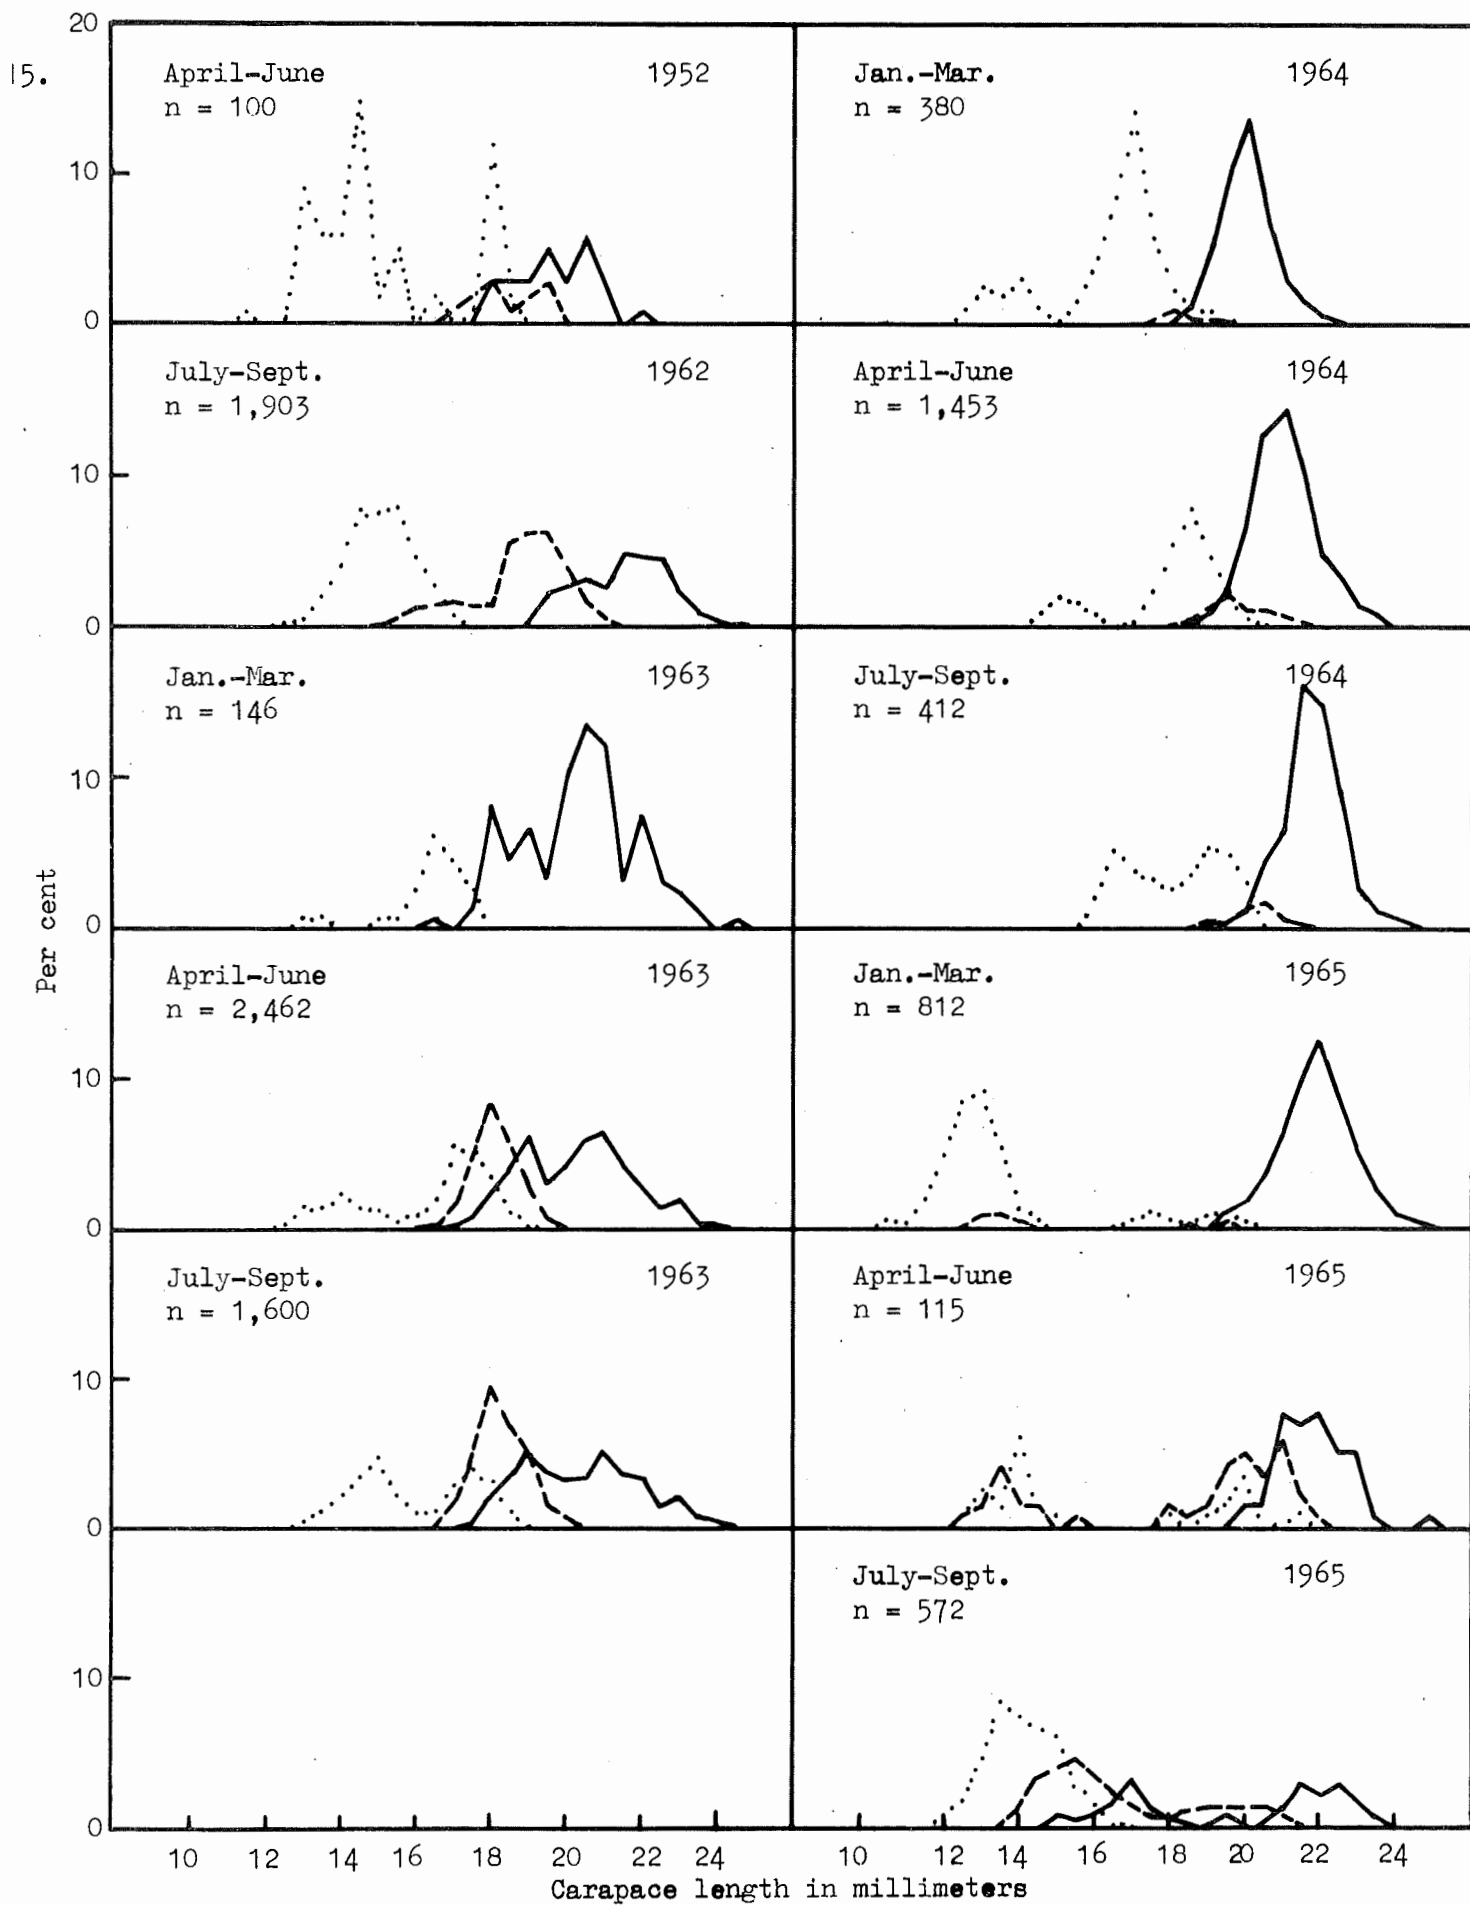 15.
20
10
0
April-June 1952
n = 100
10
0
July-Sept. 1962
n = 1,903
10
0
Jan.-Mar. 1963
n = 146
10
0
April-June 1963
n = 2,462
10
0
July-Sept. 1963
n = 1,600
10
0
Jan.-Mar. 1964
n = 380
April-June 1964
n = 1,453
July-Sept. 1964
n = 412
Jan.-Mar. 1965
n = 812
April-June 1965
n = 115
July-Sept. 1965
n = 572
Per cent
10 12 14 16 18 20 22 24
10 12 14 16 18 20 22 24
Carapace length in millimeters